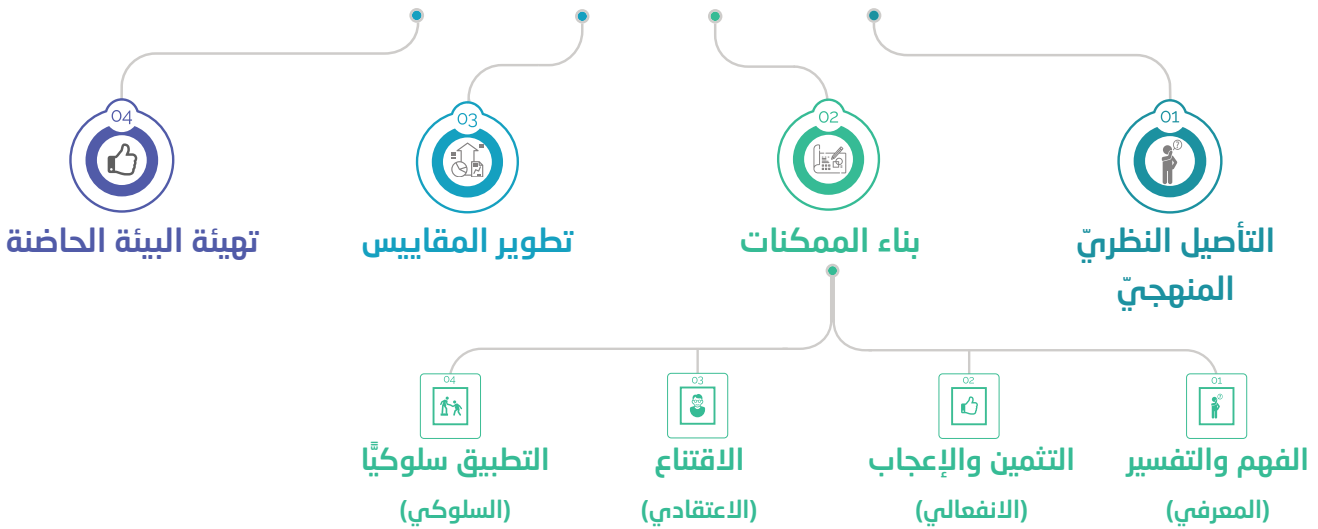 01
02
03
04
التأصيل النظريّ
المنهجيّ
بناء الممكنات
تطوير المقاييس
تهيئة البيئة الحاضنة
01
02
03
04
الفهم والتفسير
(المعرفي)
التثمين والإعجاب
(الانفعالي)
الاقتناع
(الاعتقادي)
التطبيق سلوكيًّا
(السلوكي)